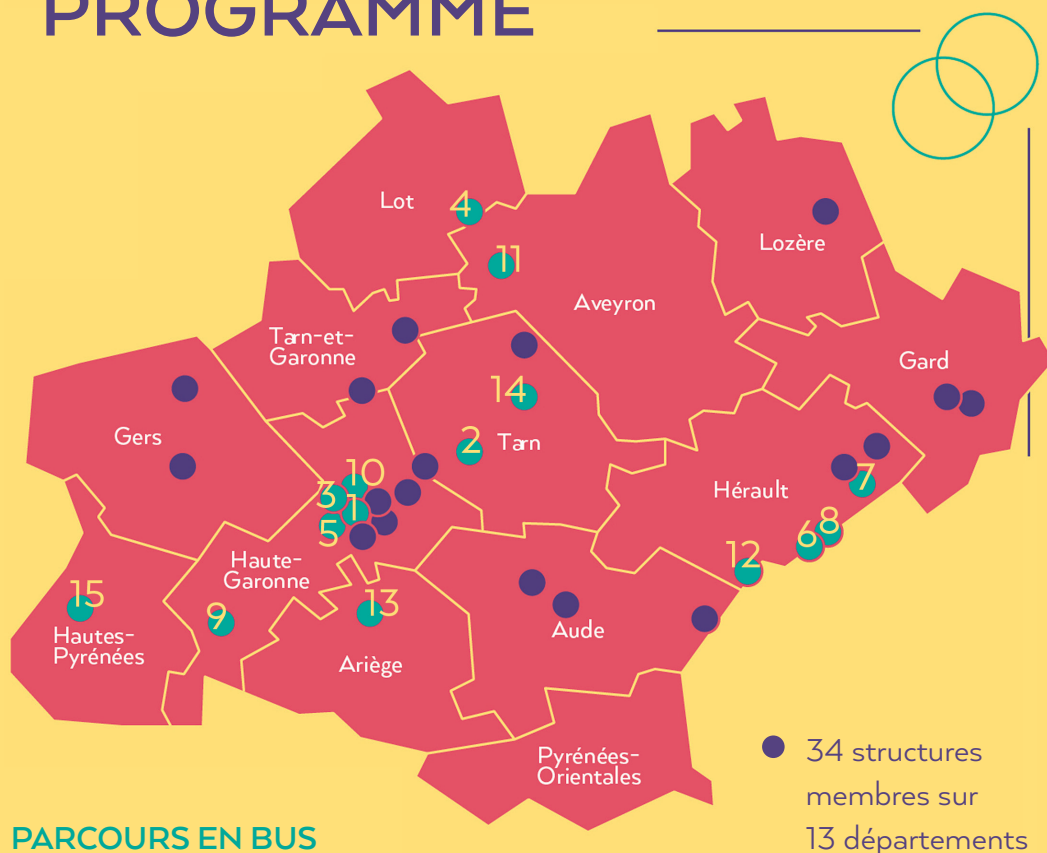 PROGRAMME
Lot
4
Lozère
11
Aveyron
Tarn-et-
Garonne
Gard
14
Gers
2
Tarn
10
3
1
5
Hérault
7
8
6
12
Haute-
Garonne
15
9
13
Hautes-
Pyrénées
Ariège
Aude
Pyrénées-
Orientales
34 structures
membres sur
13 départements
PARCOURS EN BUS